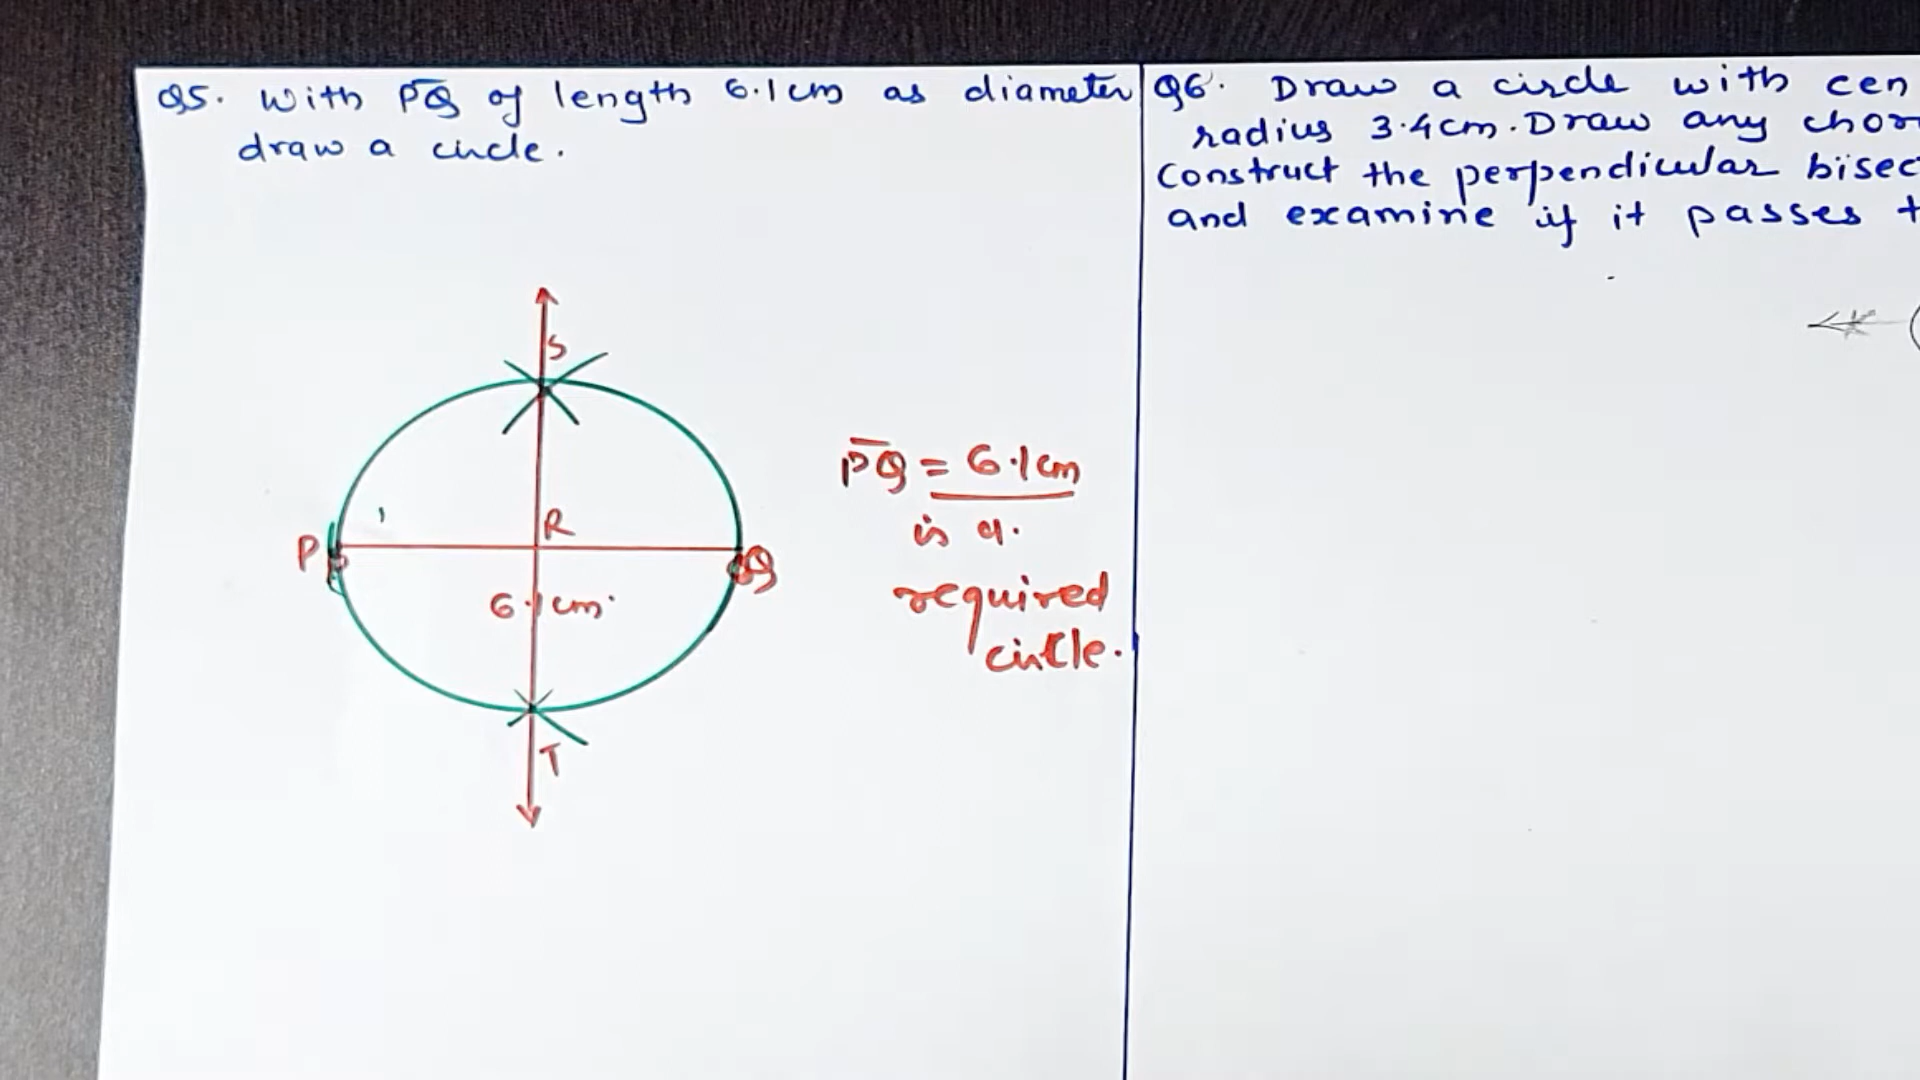 Q5. With PQ of length 6.1cm as diameter
draw a circle.
S
R
P
Q
6.1cm.
T
PQ = 6.1cm
is a.
required
circle.
Q6. Draw a circle with cen
radius 3.4cm. Draw any chor
Construct the perpendicular bisec
and examine if it passes t